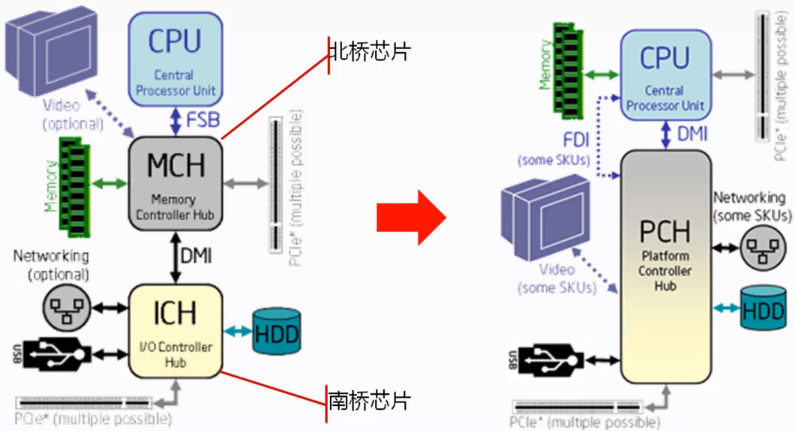 CPU
Central
Processor Unit
Video
(optional)
FSB
北桥芯片
MCH
Memory
Controller Hub
Memory
PCIe* (multiple possible)
DMI
Networking
(optional)
ICH
I/O Controller
Hub
HDD
USB
南桥芯片
PCIe* (multiple possible)
CPU
Central
Processor Unit
Memory
PCIe* (multiple possible)
FDI
(some SKUs)
DMI
PCH
Platform
Controller
Hub
Networking
(some SKUs)
Video
(some SKUs)
HDD
USB
PCIe* (multiple possible)